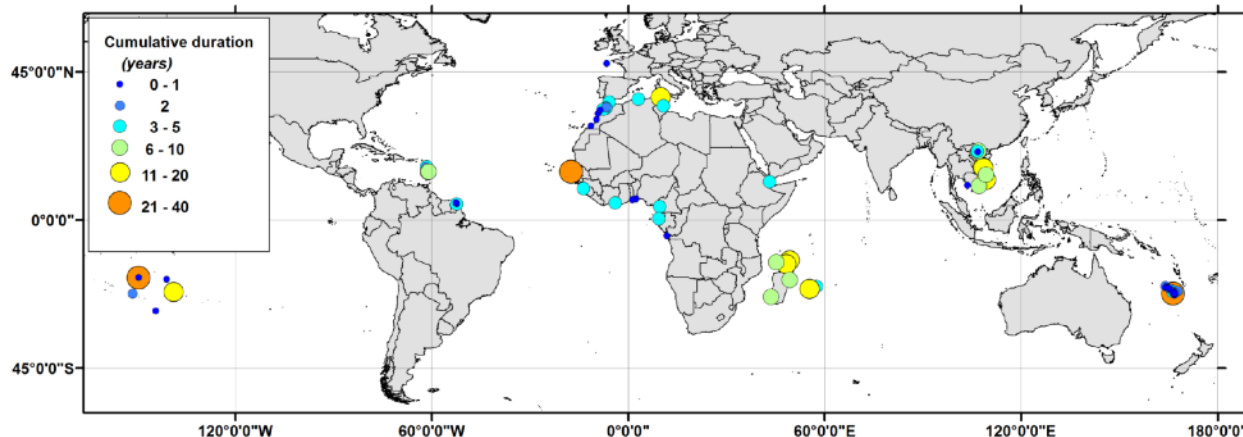 Cumulative duration
(years)
0 - 1
2
3 - 5
6 - 10
11 - 20
21 - 40
45°0'0"N
0°0'0"
45°0'0"S
120°0'0"W
60°0'0"W
0°0'0"
60°0'0"E
120°0'0"E
180°0'0"